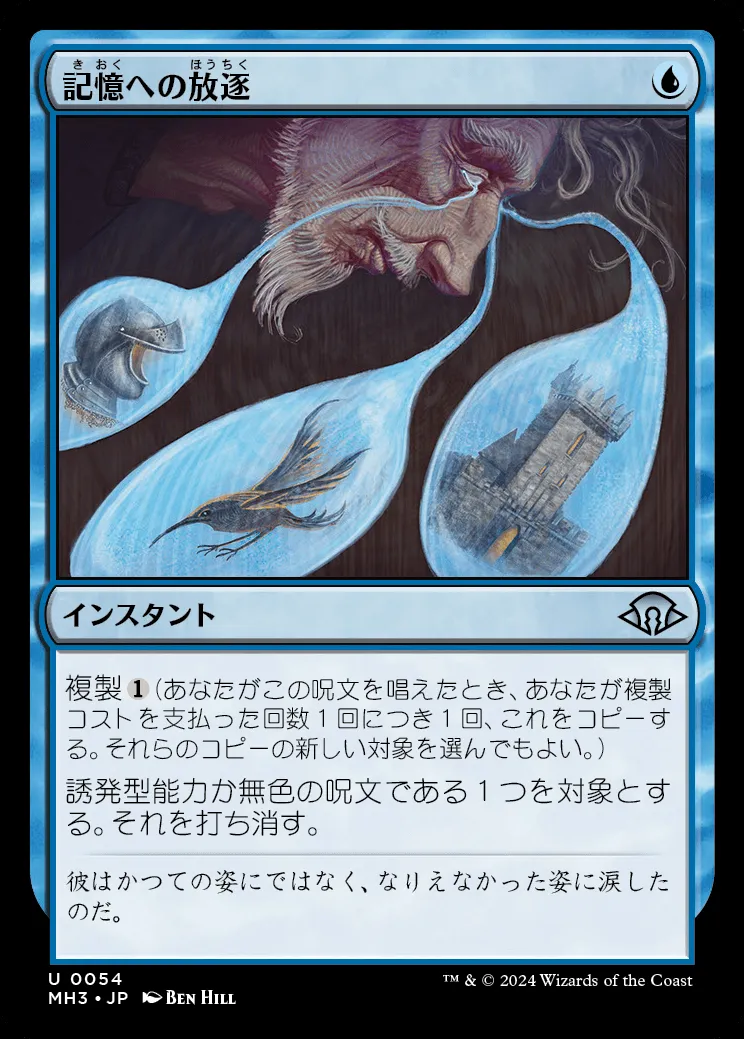 きおく ほうちく
記憶への放逐
インスタント
複製1(あなたがこの呪文を唱えたとき、あなたが複製
コストを支払った回数1回につき1回、これをコピーす
る。それらのコピーの新しい対象を選んでもよい。)
誘発型能力か無色の呪文である1つを対象とす
る。それを打ち消す。
彼はかつての姿にではなく、なりえなかった姿に涙した
のだ。
U 0054
MH3 • JP BEN HILL
™ & © 2024 Wizards of the Coast